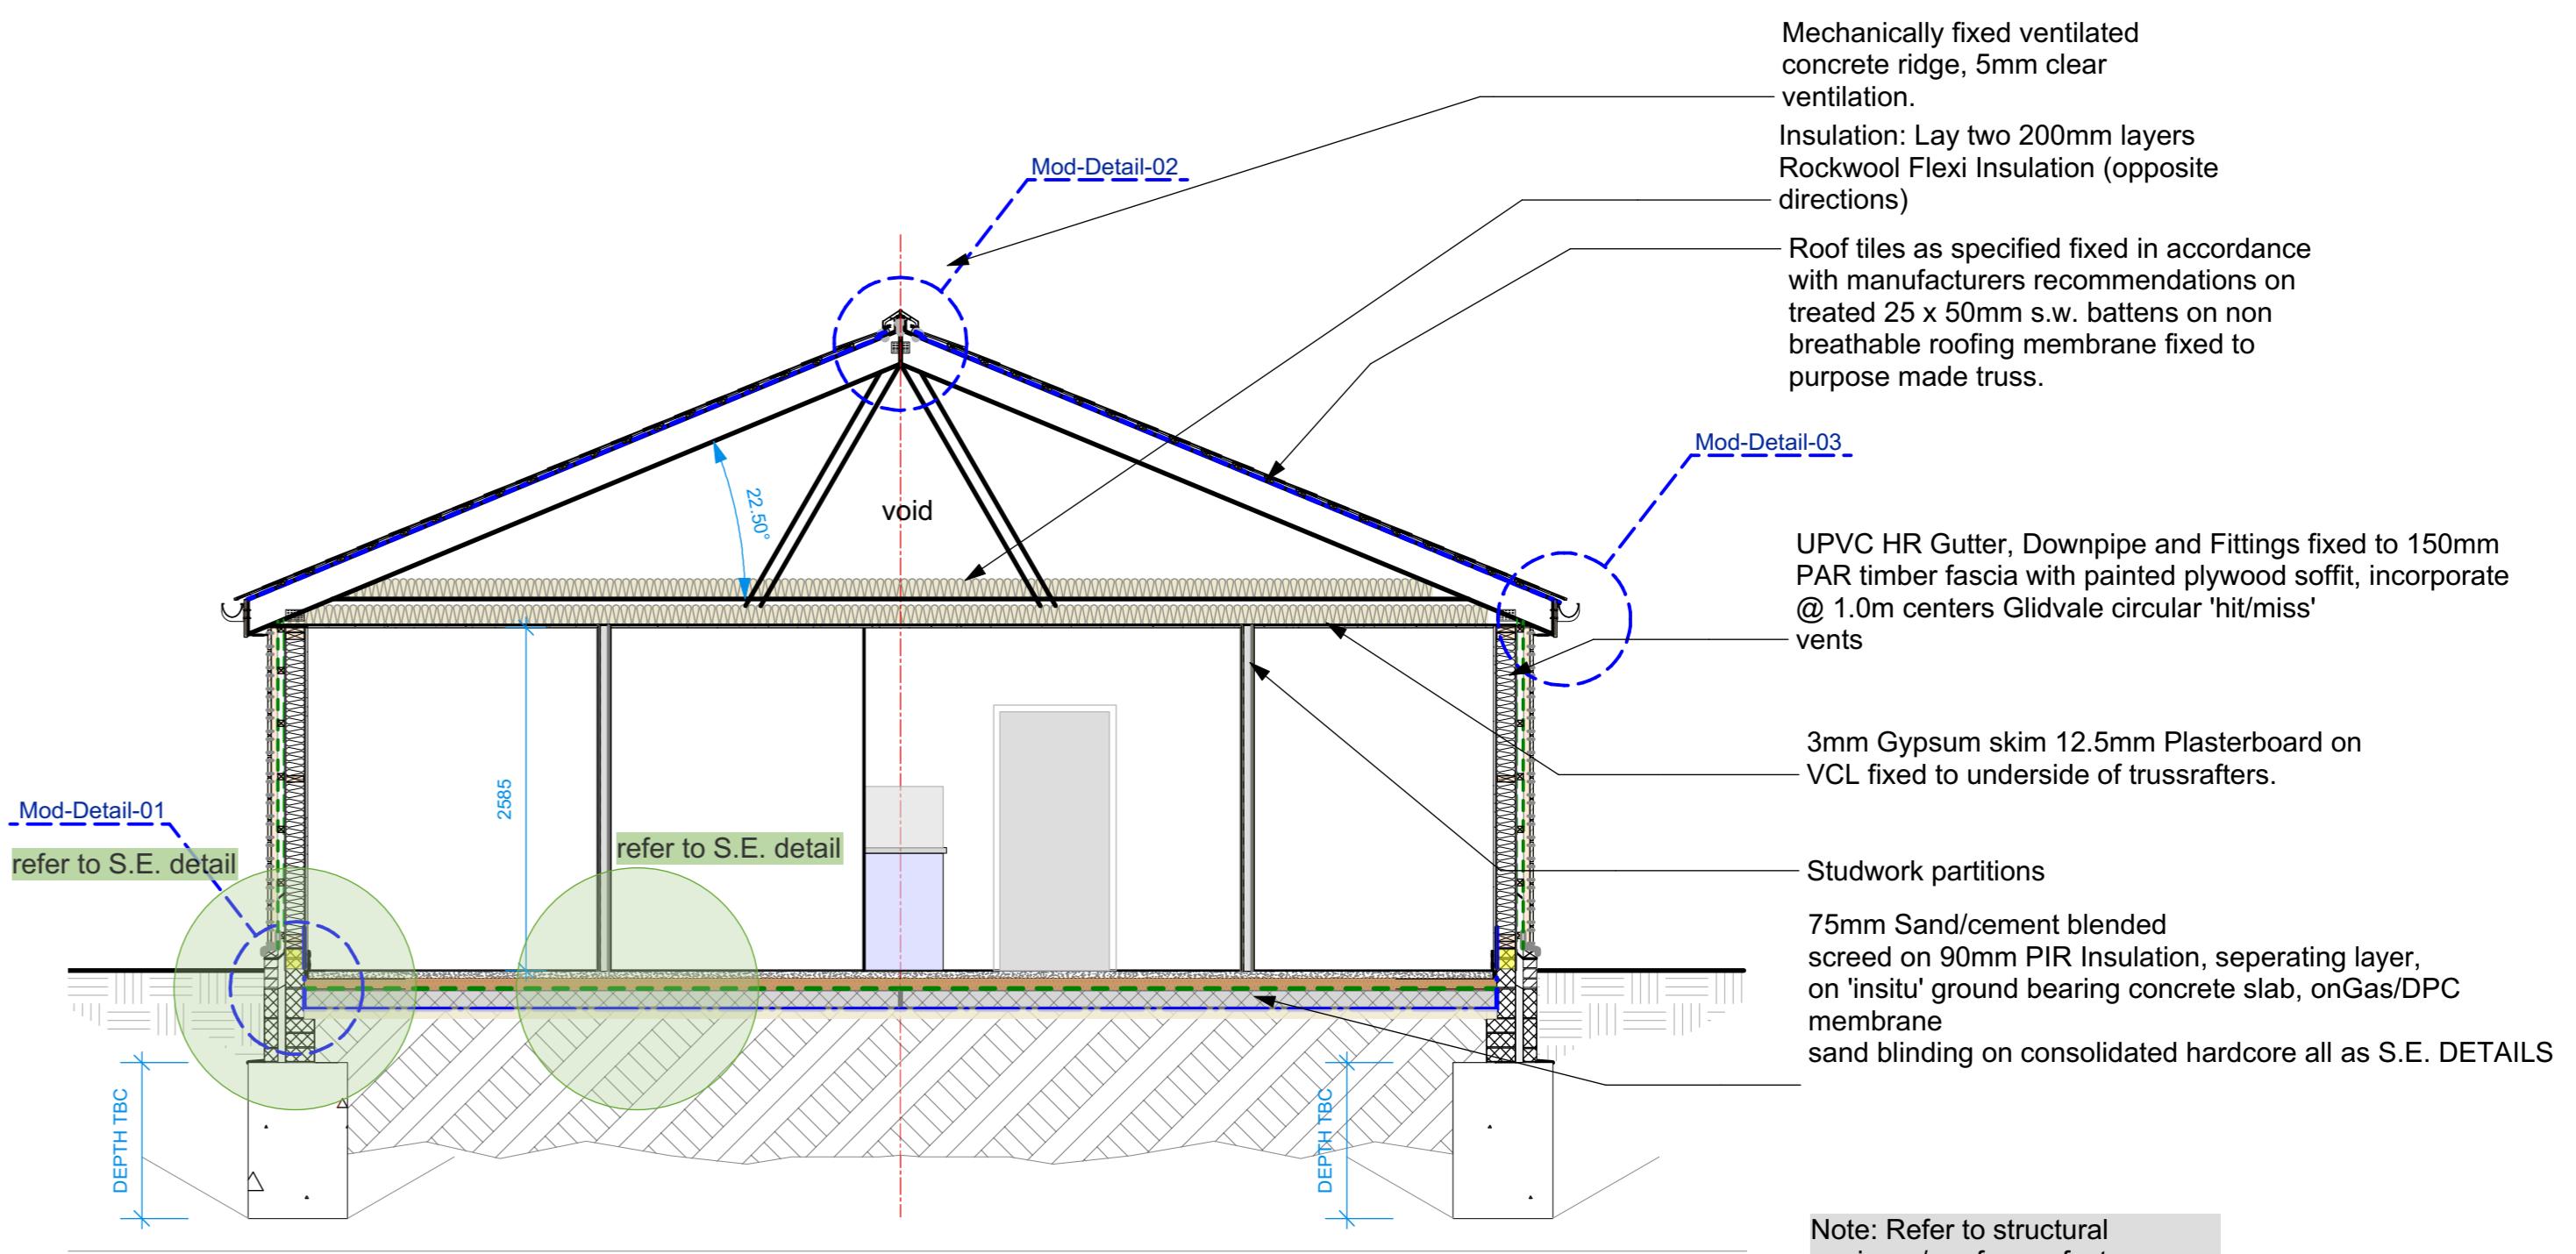 Mechanically fixed ventilated
concrete ridge, 5mm clear
ventilation.
Insulation: Lay two 200mm layers
Rockwool Flexi Insulation (opposite
directions)
Mod-Detail-02
Roof tiles as specified fixed in accordance
with manufacturers recommendations on
treated 25 x 50mm s.w. battens on non
breathable roofing membrane fixed to
purpose made truss.
Mod-Detail-03
22.50°
void
UPVC HR Gutter, Downpipe and Fittings fixed to 150mm
PAR timber fascia with painted plywood soffit, incorporate
@ 1.0m centers Glidvale circular 'hit/miss'
vents
3mm Gypsum skim 12.5mm Plasterboard on
VCL fixed to underside of trussrafters.
2585
Mod-Detail-01
refer to S.E. detail
refer to S.E. detail
Studwork partitions
75mm Sand/cement blended
screed on 90mm PIR Insulation, seperating layer,
on 'insitu' ground bearing concrete slab, onGas/DPC
membrane
sand blinding on consolidated hardcore all as S.E. DETAILS
DEPTH TBC
DEPTH TBC
Note: Refer to structural